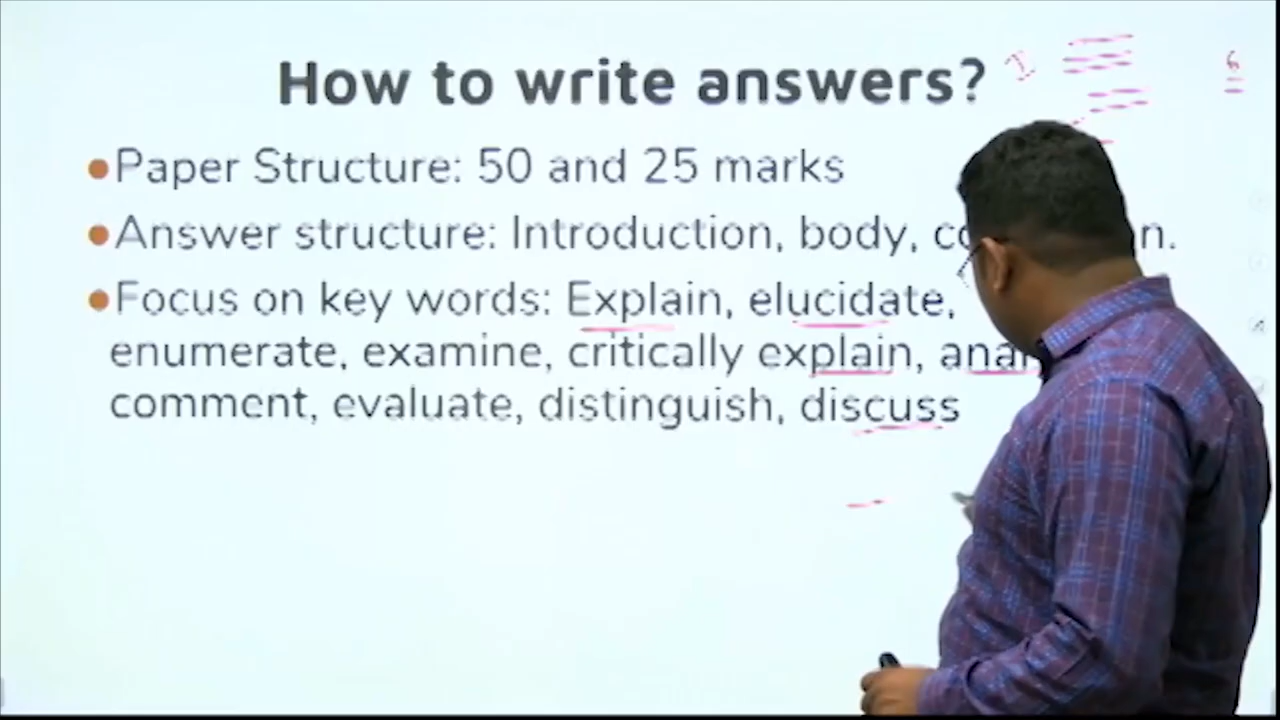 How to write answers? I 6
Paper Structure: 50 and 25 marks
Answer structure: Introduction, body,
Focus on key words: Explain, elucidate,
enumerate, examine, critically explain,
comment, evaluate, distinguish, discuss